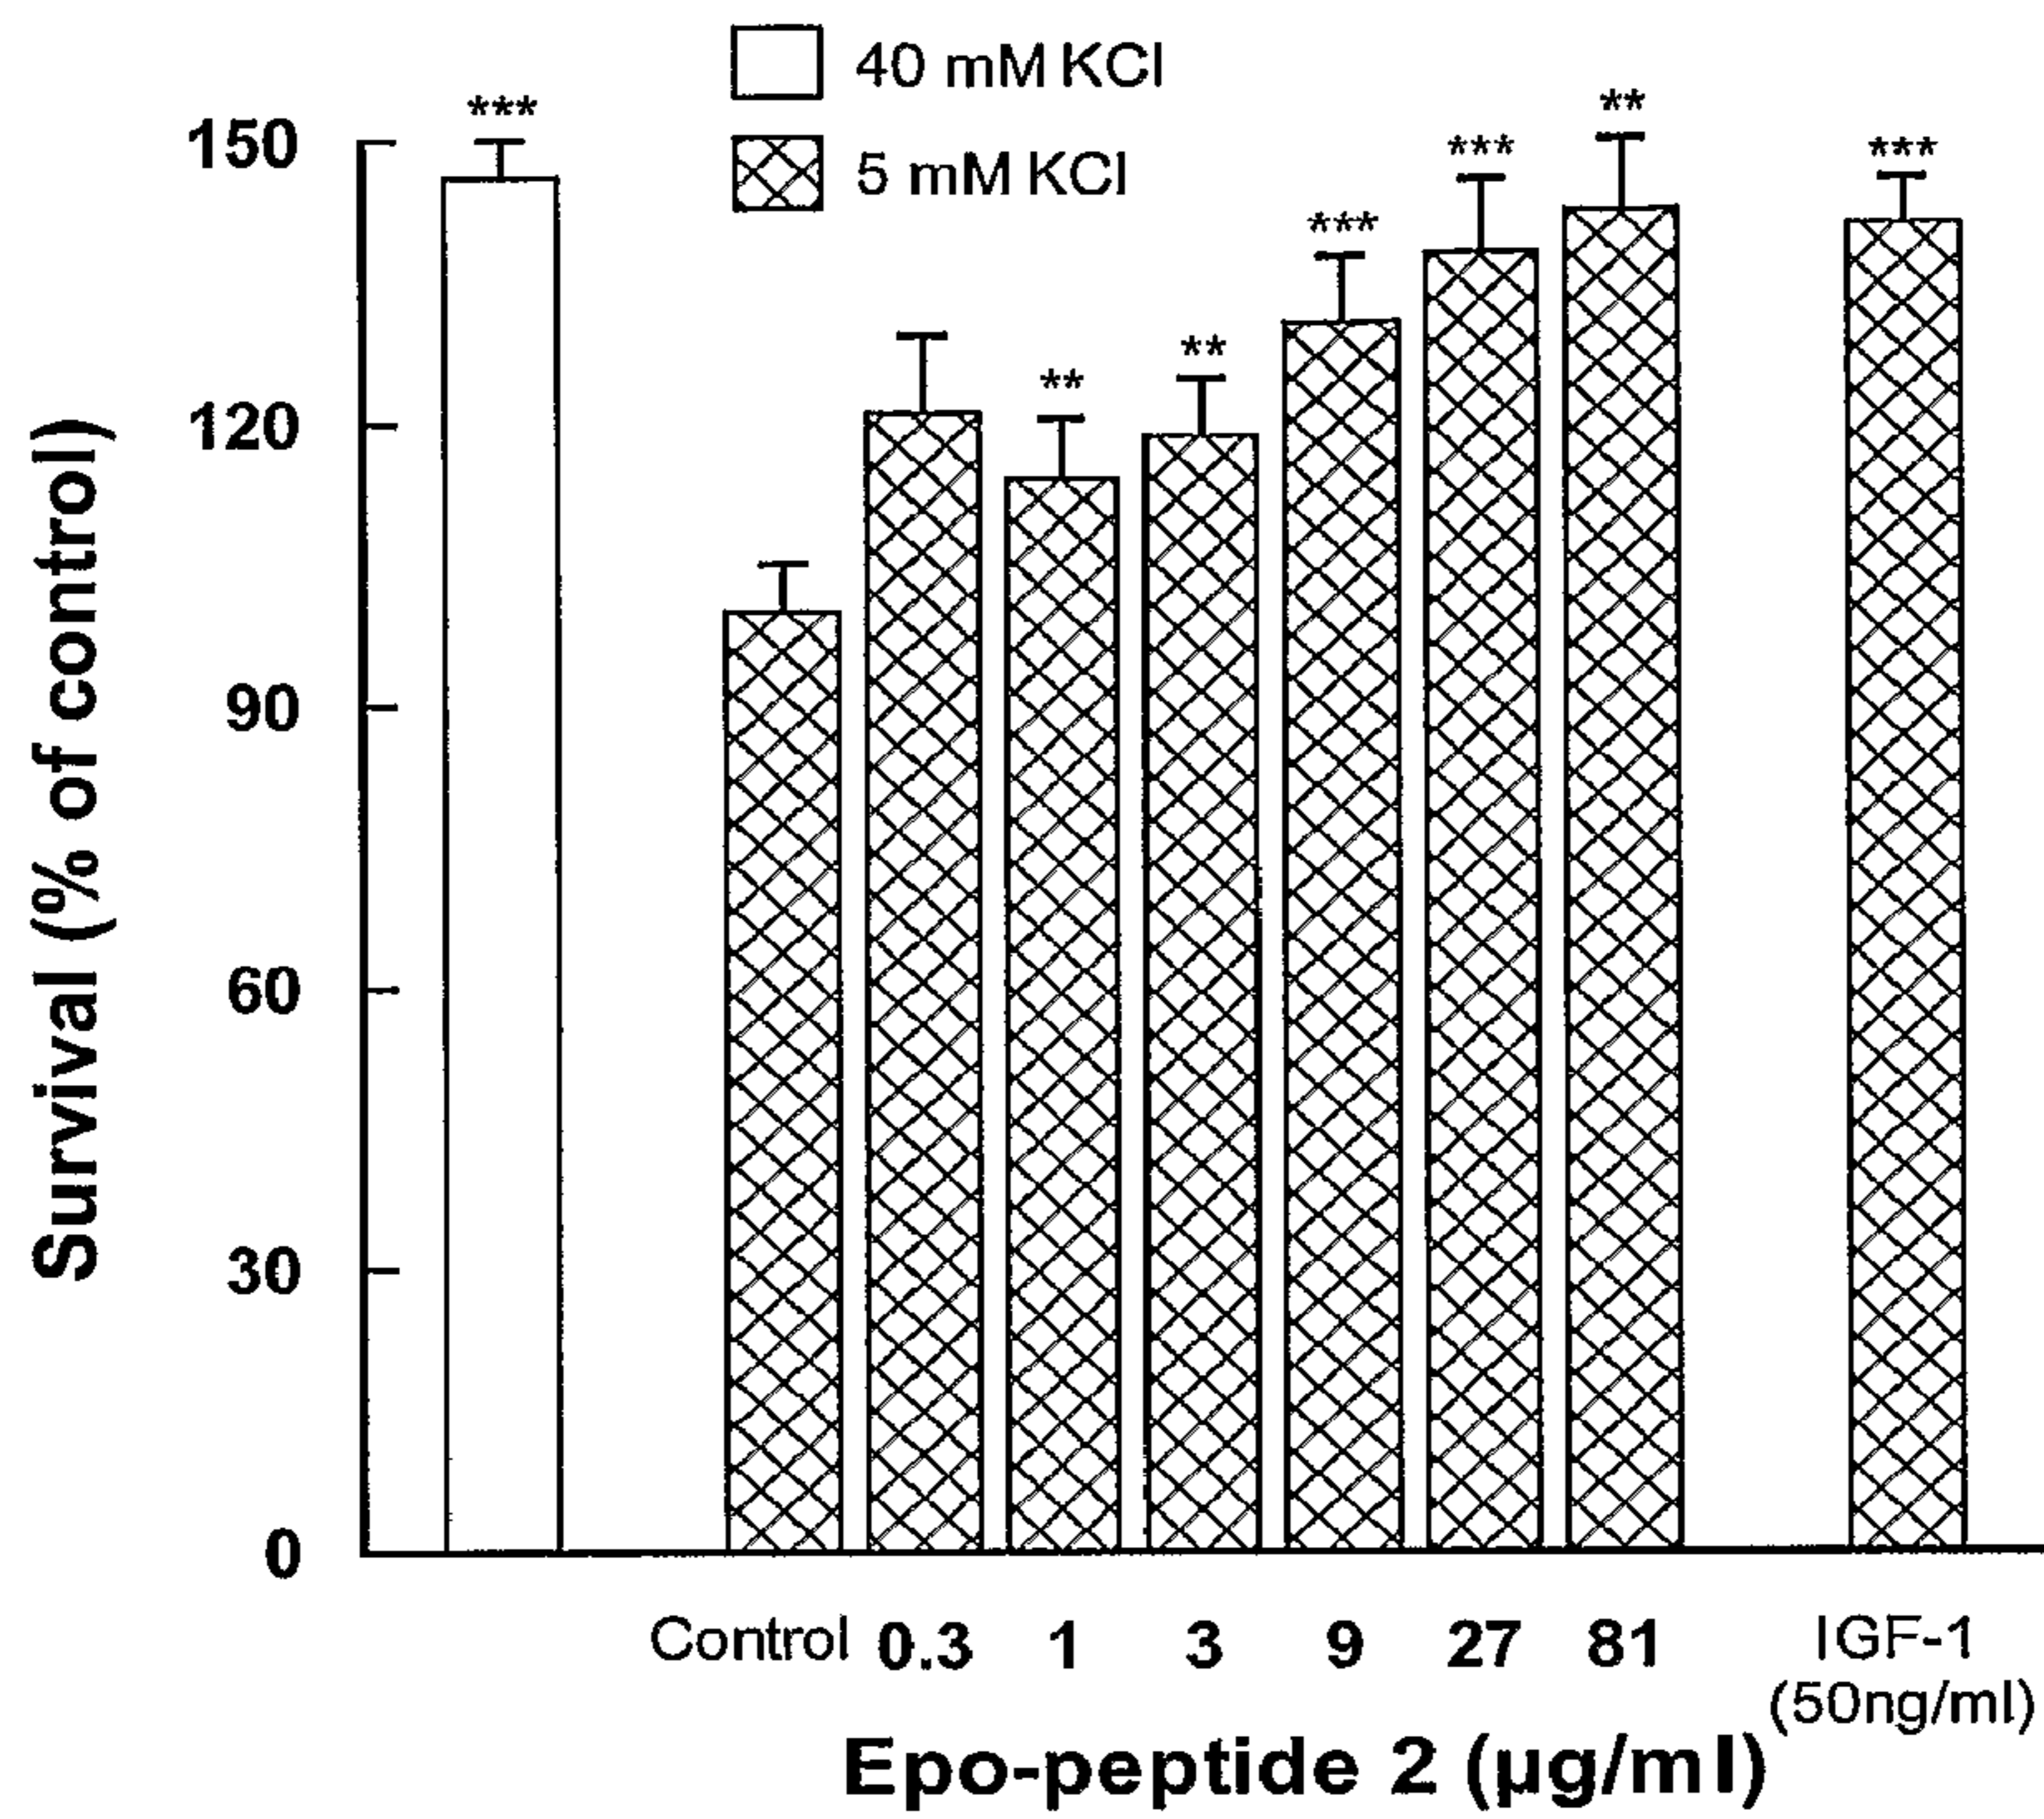 40 mM KCl
5 mM KCl
Survival (% of control)
150
120
90
60
30
0
***
**
**
***
***
**
***
Control 0.3 1 3 9 27 81 IGF-1
(50ng/ml)
Epo-peptide 2 (µg/ml)